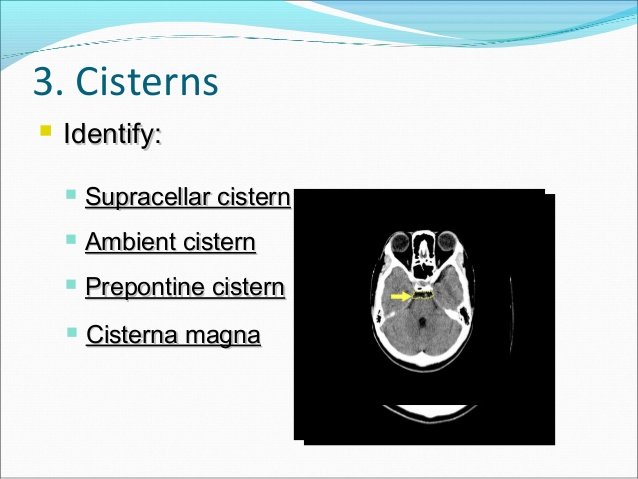 3. Cisterns
Identify:
Supracellar cistern
Ambient cistern
Prepontine cistern
Cisterna magna